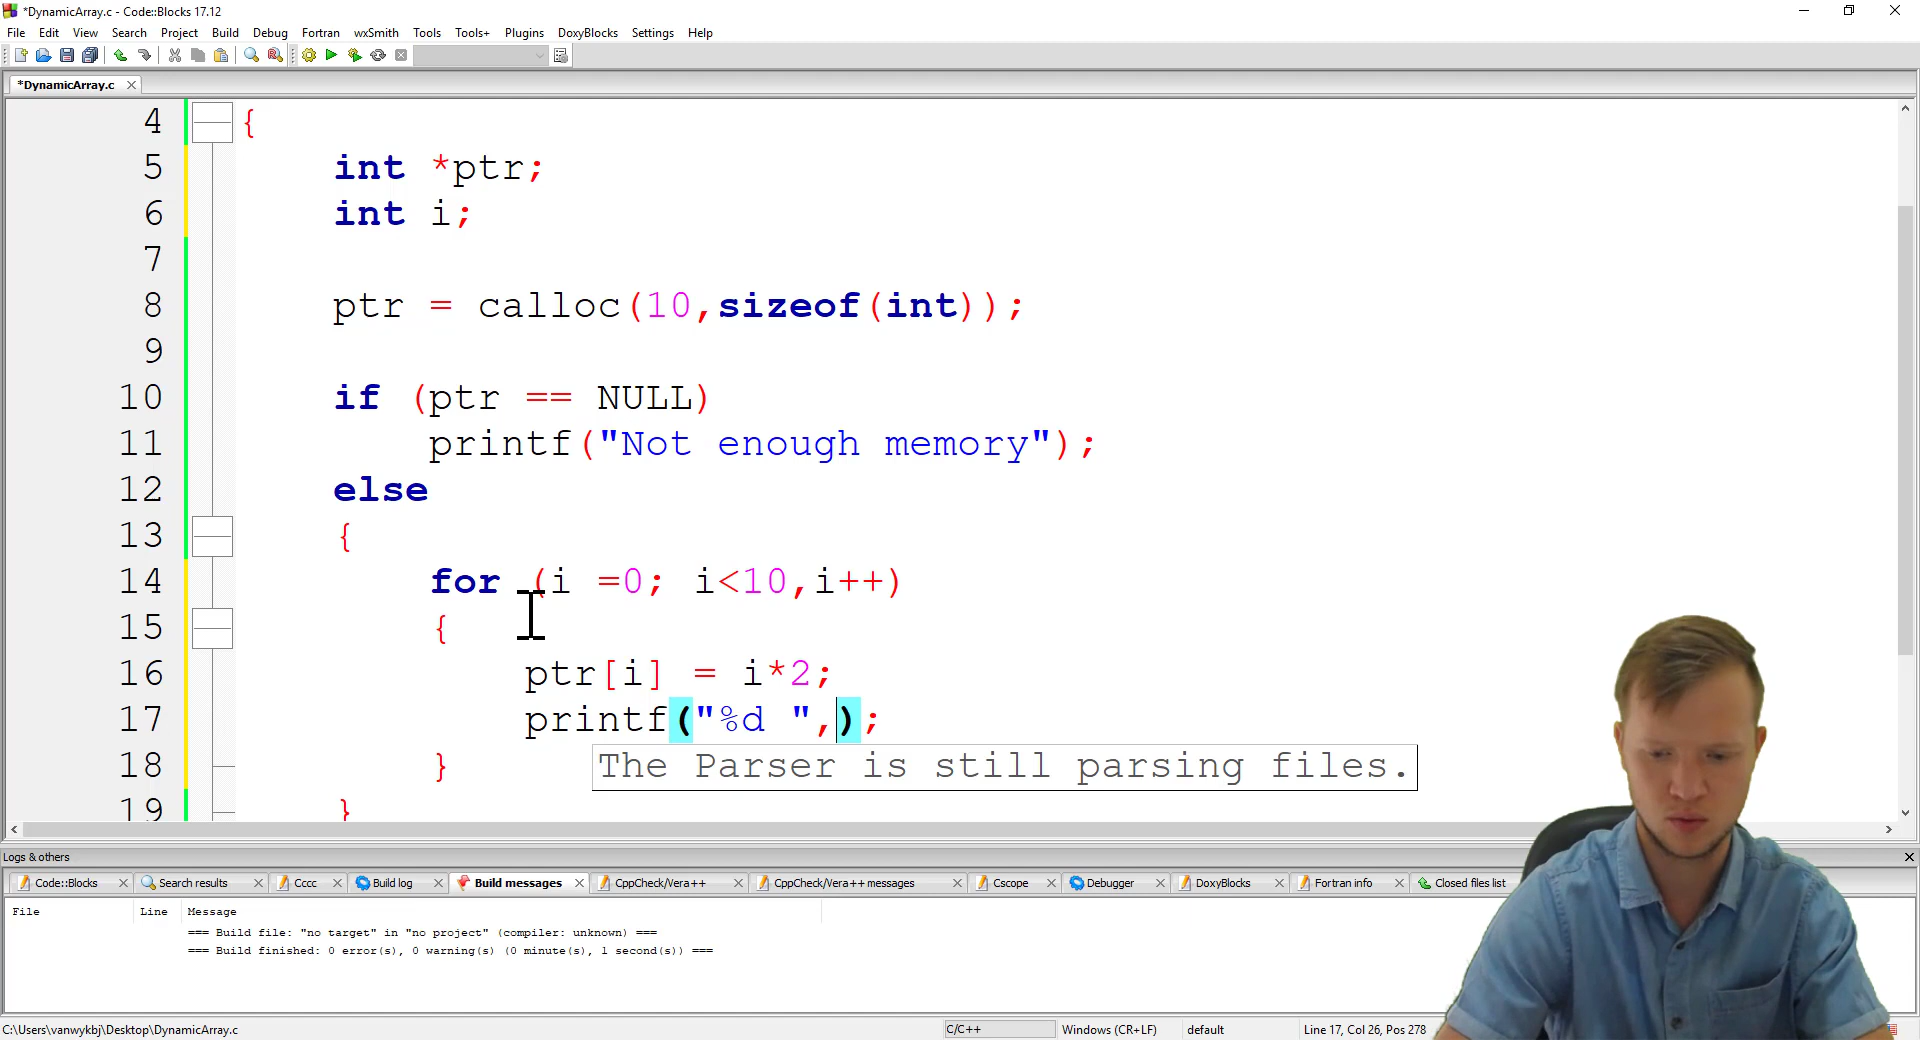 *DynamicArray.c - Code::Blocks 17.12
File Edit View Search Project Build Debug Fortran wxSmith Tools Tools+ Plugins DoxyBlocks Settings Help
*DynamicArray.c
4 {
5 int *ptr;
6 int i;
7
8 ptr = calloc(10,sizeof(int));
9
10 if (ptr == NULL)
11 printf("Not enough memory");
12 else
13 {
14 for (i =0; i<10,i++)
15 {
16 ptr[i] = i*2;
17 printf("%d ",);
The Parser is still parsing files.
18 }
19 }
Logs & others
Code::Blocks Search results Cccc Build log Build messages CppCheck/Vera++ CppCheck/Vera++ messages Cscope Debugger DoxyBlocks Fortran info Closed files list
File Line Message
=== Build file: "no target" in "no project" (compiler: unknown) ===
=== Build finished: 0 error(s), 0 warning(s) (0 minute(s), 1 second(s)) ===
C:\Users\vanwykbj\Desktop\DynamicArray.c C/C++ Windows (CR+LF) default Line 17, Col 26, Pos 278